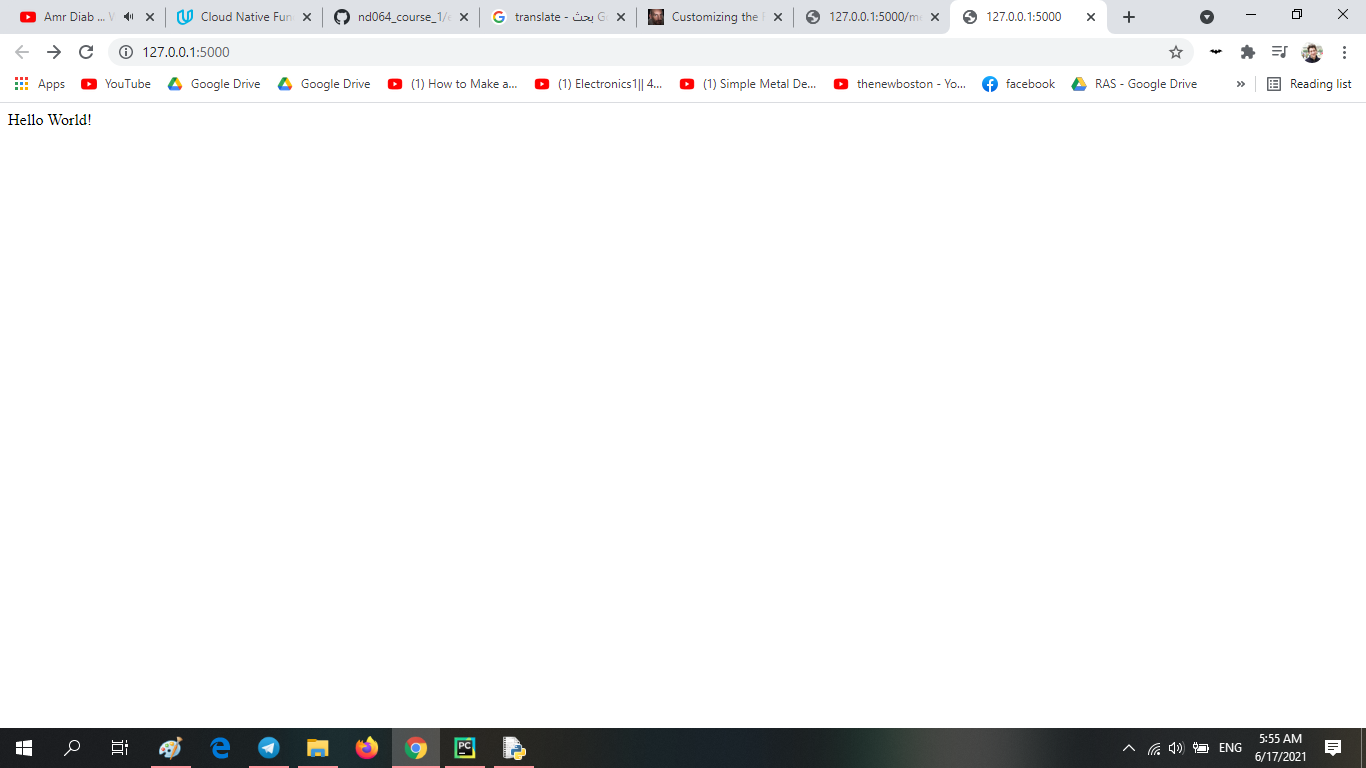 Amr Diab ...
Cloud Native Fun
nd064_course_1/
translate - بحث G
Customizing the
127.0.0.1:5000/m
127.0.0.1:5000
127.0.0.1:5000
Apps YouTube Google Drive Google Drive (1) How to Make a... (1) Electronics1|| 4... (1) Simple Metal De... thenewboston - Yo... facebook RAS - Google Drive » Reading list
Hello World!
PC
ENG
5:55 AM
6/17/2021